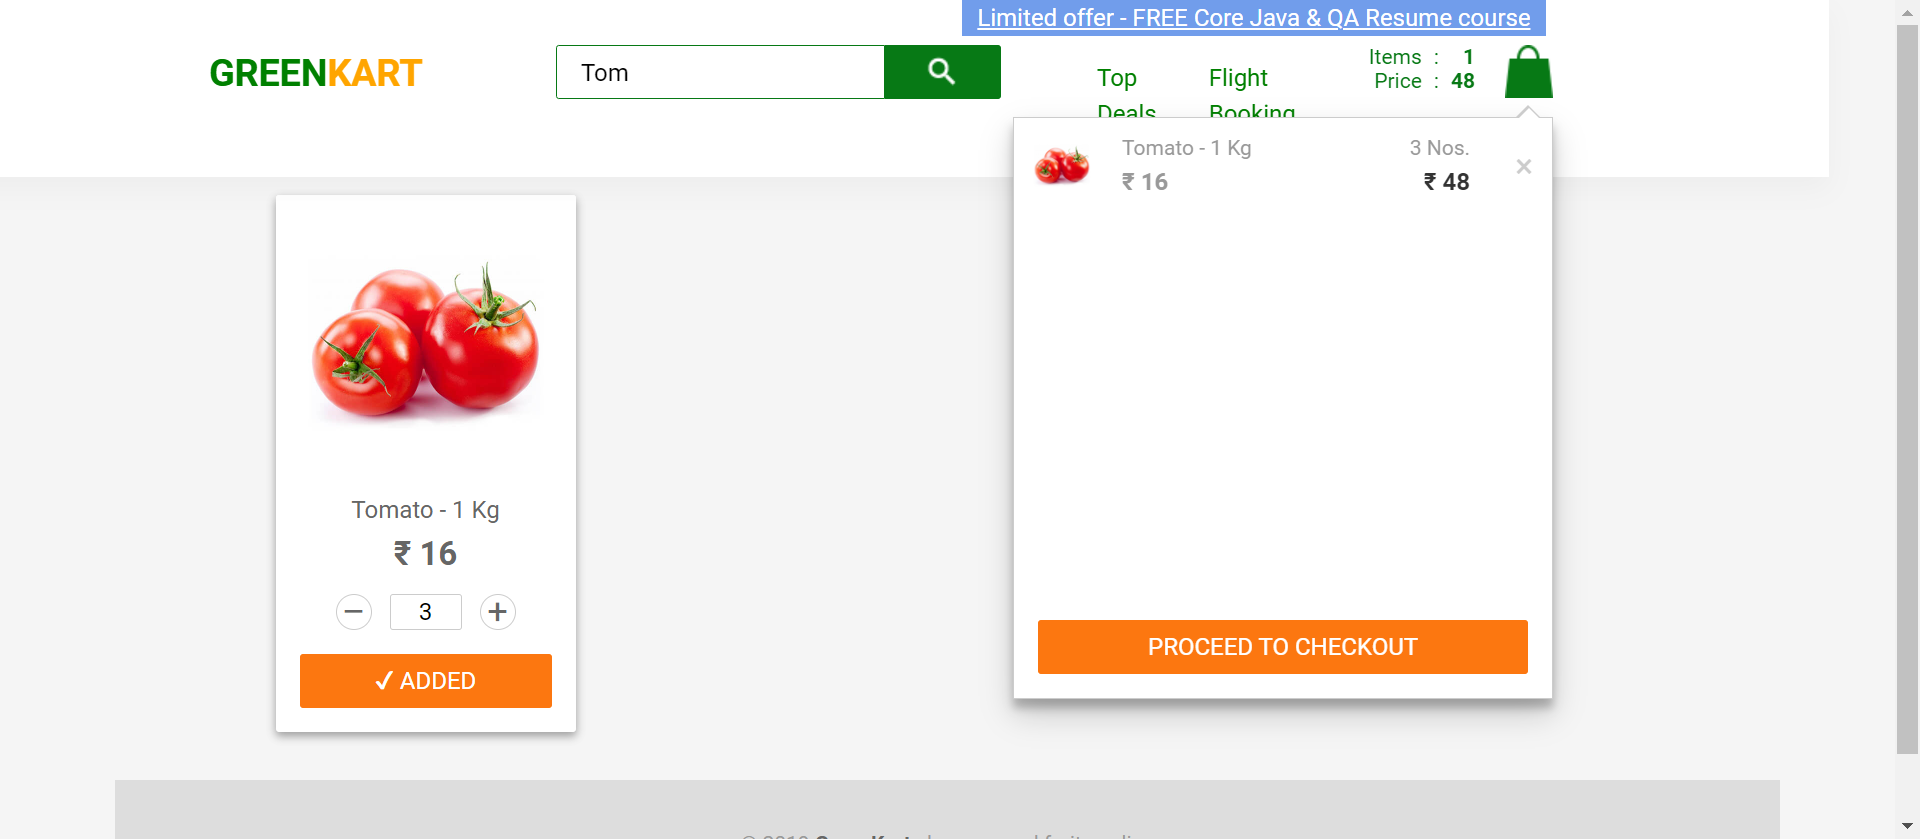 Limited offer - FREE Core Java & QA Resume course
GREENKART
Tom
Top Deals
Flight Booking
Items : 1
Price : 48
Tomato - 1 Kg
₹ 16
3 Nos.
₹ 48
×
PROCEED TO CHECKOUT
Tomato - 1 Kg
₹ 16
3
✓ ADDED